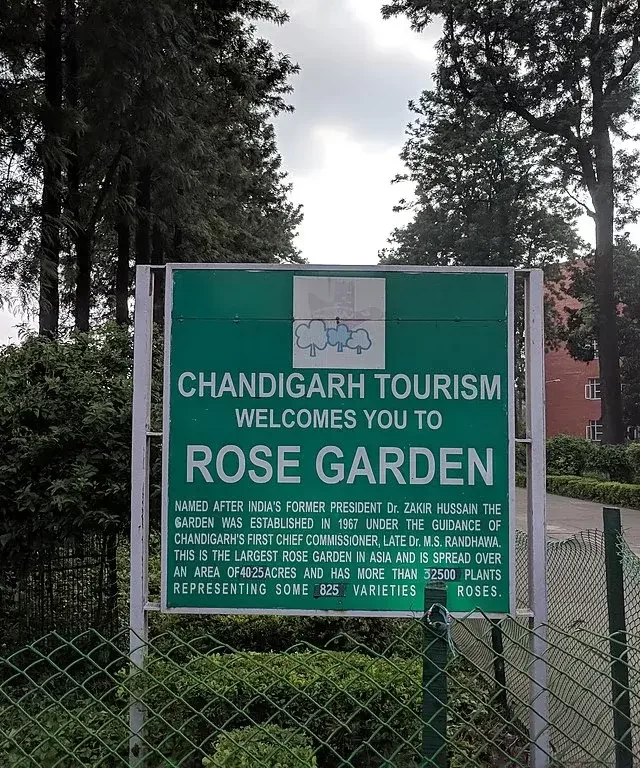 CHANDIGARH TOURISM
WELCOMES YOU TO
ROSE GARDEN
NAMED AFTER INDIA'S FORMER PRESIDENT Dr. ZAKIR HUSSAIN THE
GARDEN WAS ESTABLISHED IN 1967 UNDER THE GUIDANCE OF
CHANDIGARH'S FIRST CHIEF COMMISSIONER, LATE Dr. M.S. RANDHAWA.
THIS IS THE LARGEST ROSE GARDEN IN ASIA AND IS SPREAD OVER
AN AREA OF 4025 ACRES AND HAS MORE THAN 32500 PLANTS
REPRESENTING SOME 825 VARIETIES ROSES.